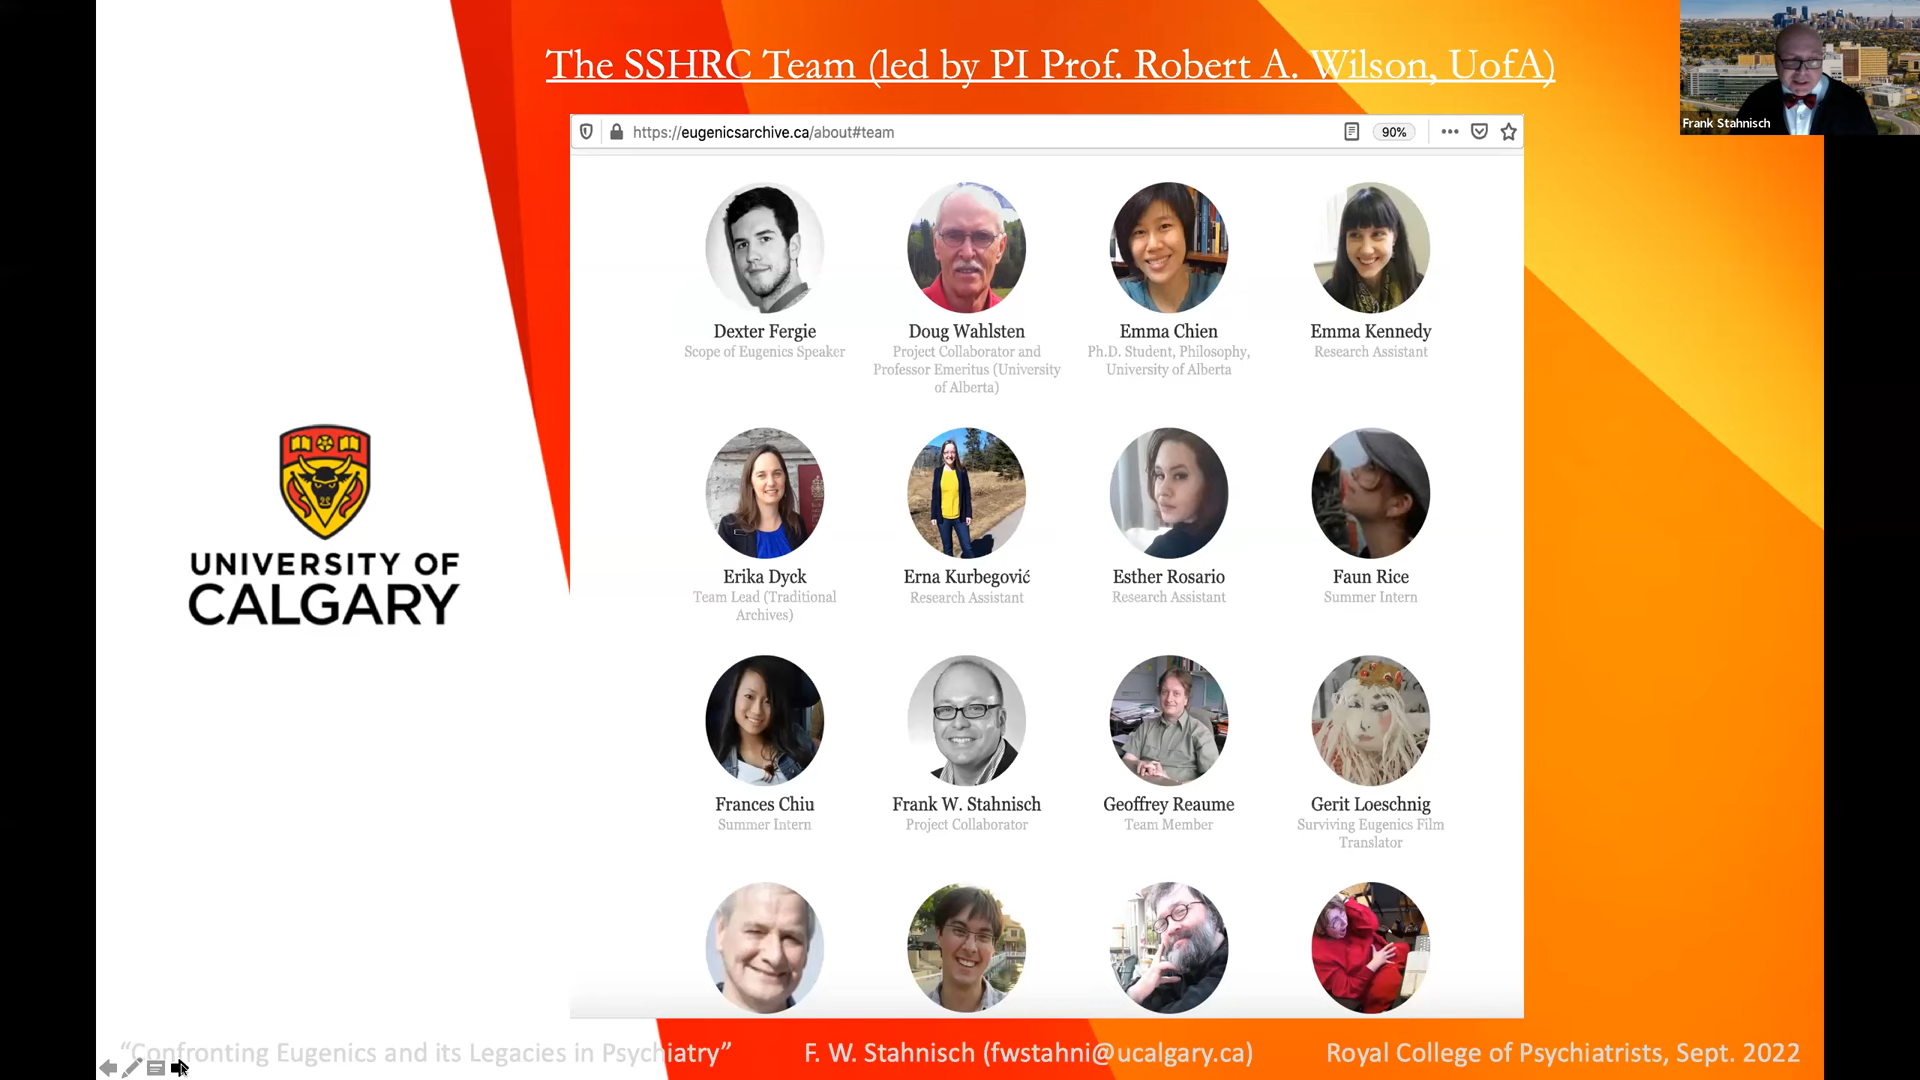 The SSHRC Team (led by PI Prof. Robert A. Wilson, UofA)
Frank Stahnisch
https://eugenicsarchive.ca/about#team
90%
Dexter Fergie
Scope of Eugenics Speaker
Doug Wahlsten
Project Collaborator and
Professor Emeritus (University
of Alberta)
Emma Chien
Ph.D. Student, Philosophy,
University of Alberta
Emma Kennedy
Research Assistant
Erika Dyck
Team Lead (Traditional
Archives)
Erna Kurbegović
Research Assistant
Esther Rosario
Research Assistant
Faun Rice
Summer Intern
UNIVERSITY OF
CALGARY
Frances Chiu
Summer Intern
Frank W. Stahnisch
Project Collaborator
Geoffrey Reaume
Team Member
Gerit Loeschnig
Surviving Eugenics Film
Translator
“Confronting Eugenics and its Legacies in Psychiatry”
F. W. Stahnisch (fwstahni@ucalgary.ca)
Royal College of Psychiatrists, Sept. 2022